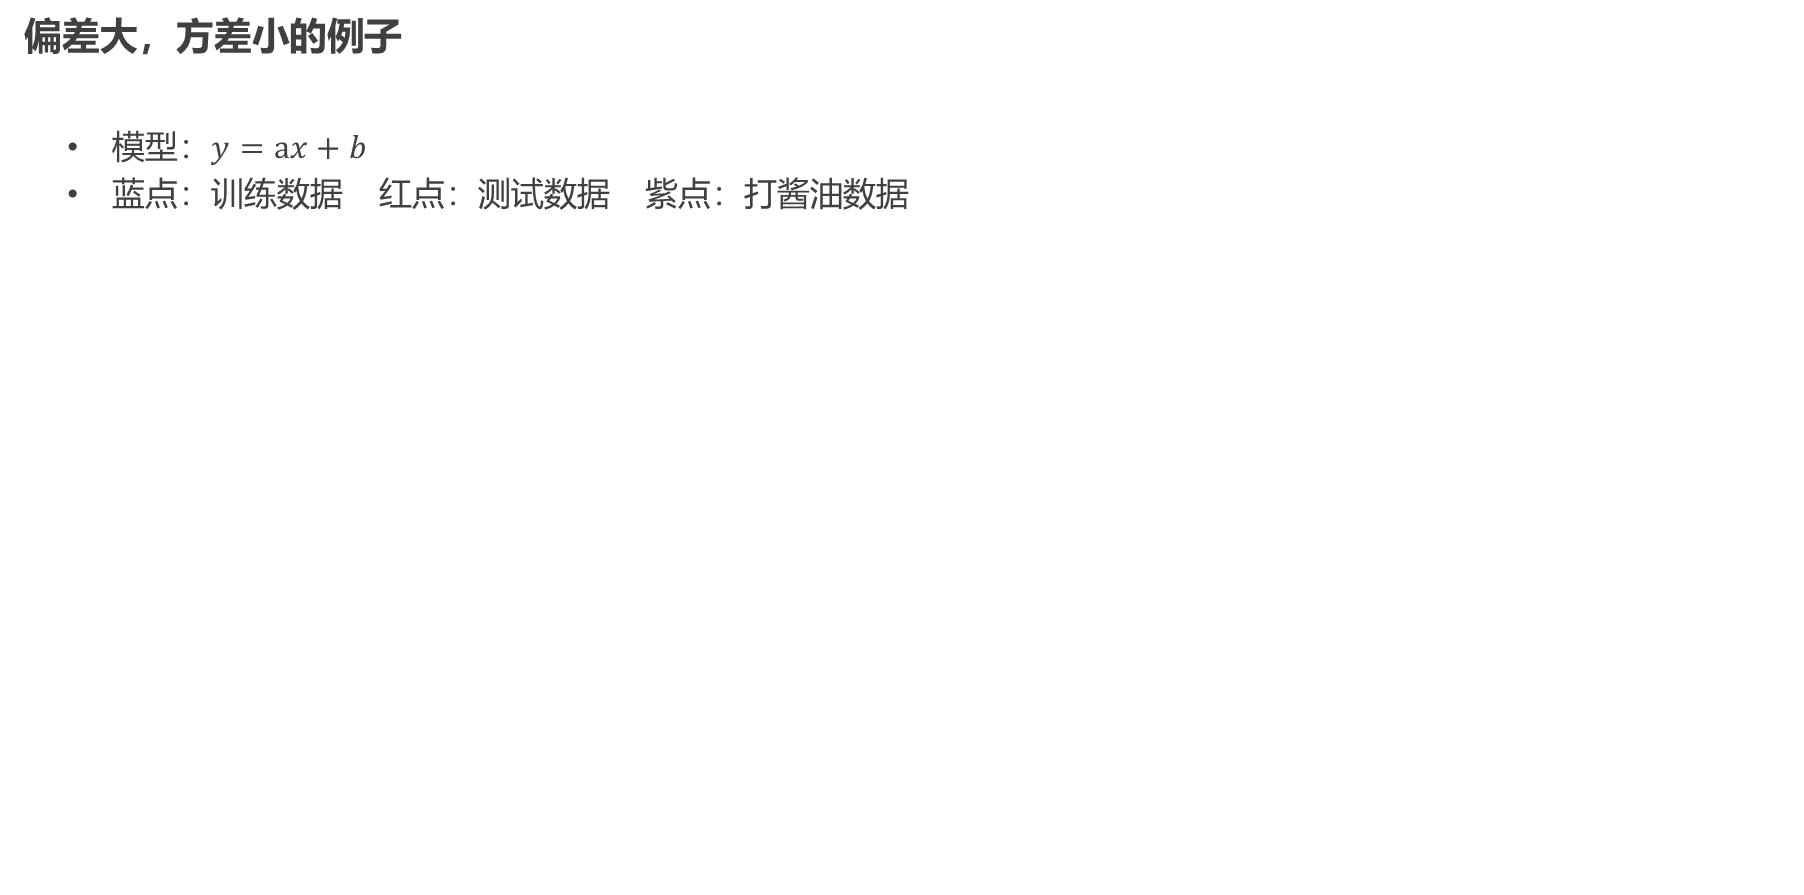 偏差大，方差小的例子
• 模型：y = ax + b
• 蓝点：训练数据 红点：测试数据 紫点：打酱油数据